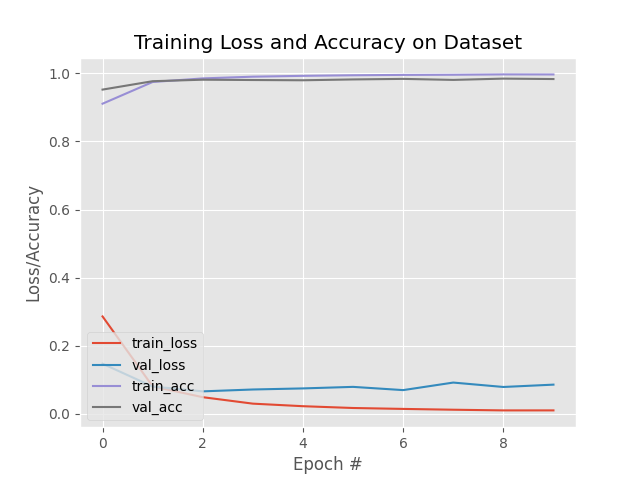 Training Loss and Accuracy on Dataset
Loss/Accuracy
1.0
0.8
0.6
0.4
0.2
0.0
train_loss
val_loss
train_acc
val_acc
0 2 4 6 8
Epoch #